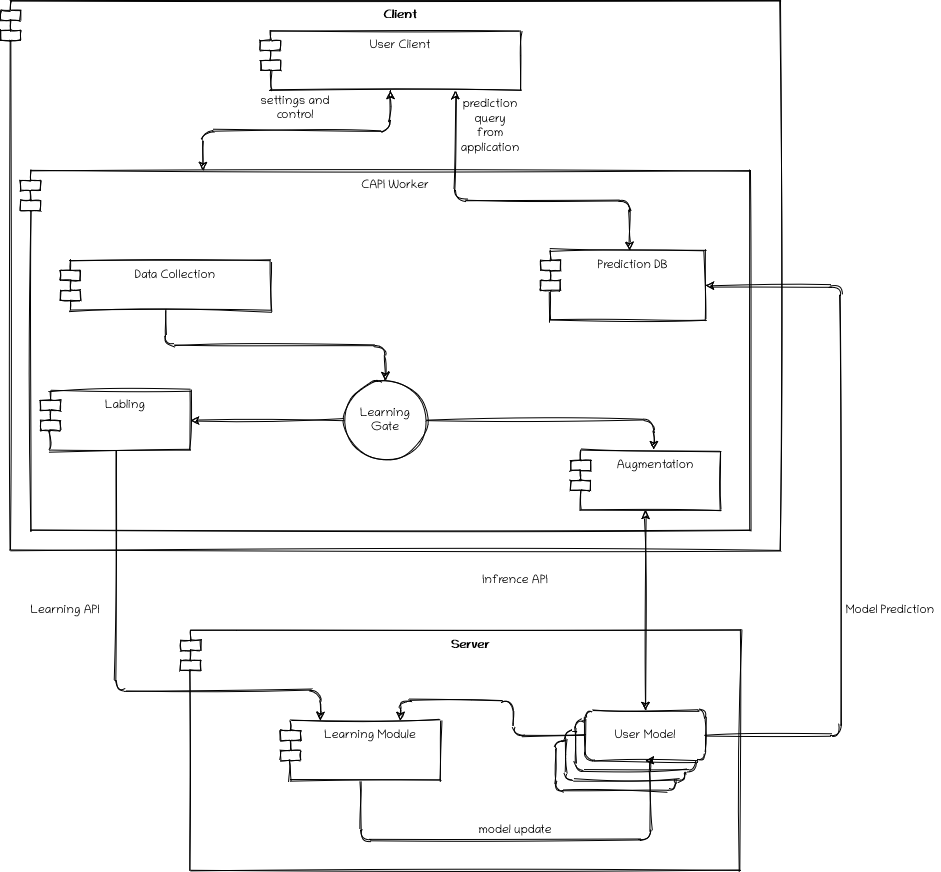 Client
User Client
settings and
control
prediction
query
from
application
CAPI Worker
Data Collection
Prediction DB
Labling
Learning
Gate
Augmentation
Infrence API
Learning API
Model Prediction
Server
Learning Module
User Model
model update